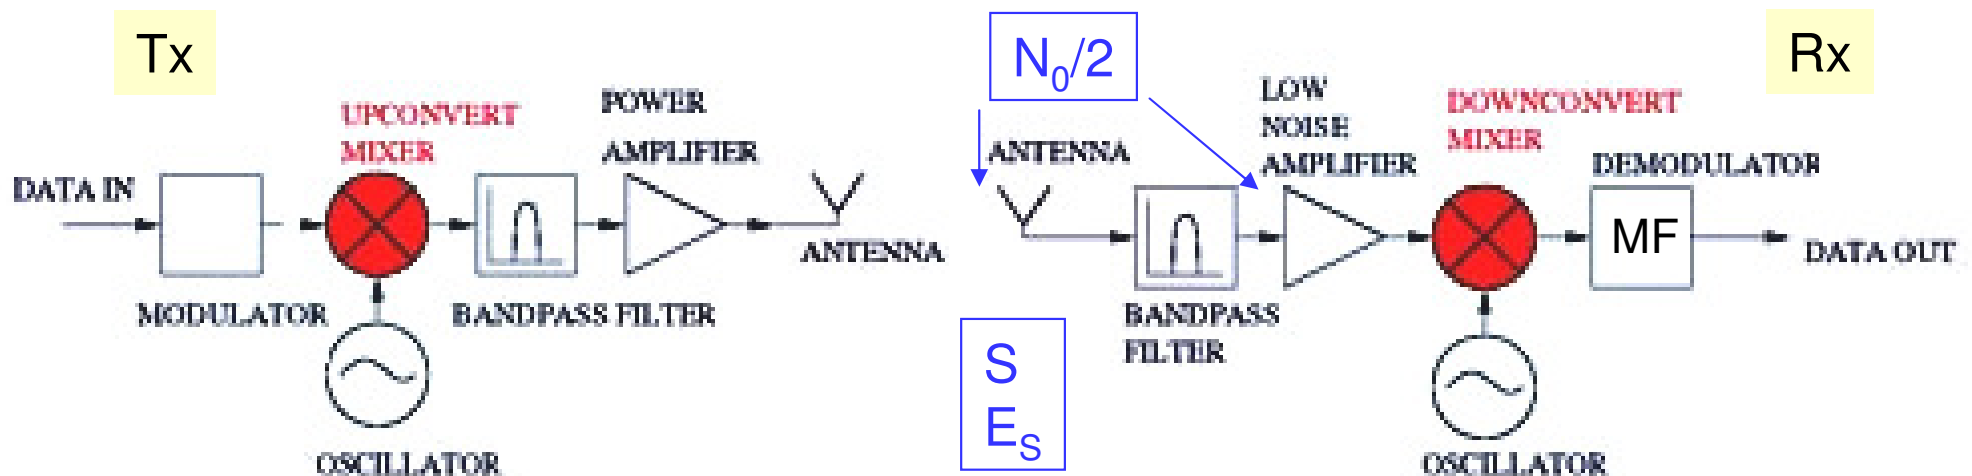 Tx
DATA IN
MODULATOR
UPCONVERT
MIXER
OSCILLATOR
BANDPASS FILTER
POWER
AMPLIFIER
ANTENNA
N₀/2
S
E_S
ANTENNA
BANDPASS
FILTER
LOW
NOISE
AMPLIFIER
DOWNCONVERT
MIXER
OSCILLATOR
DEMODULATOR
MF
DATA OUT
Rx